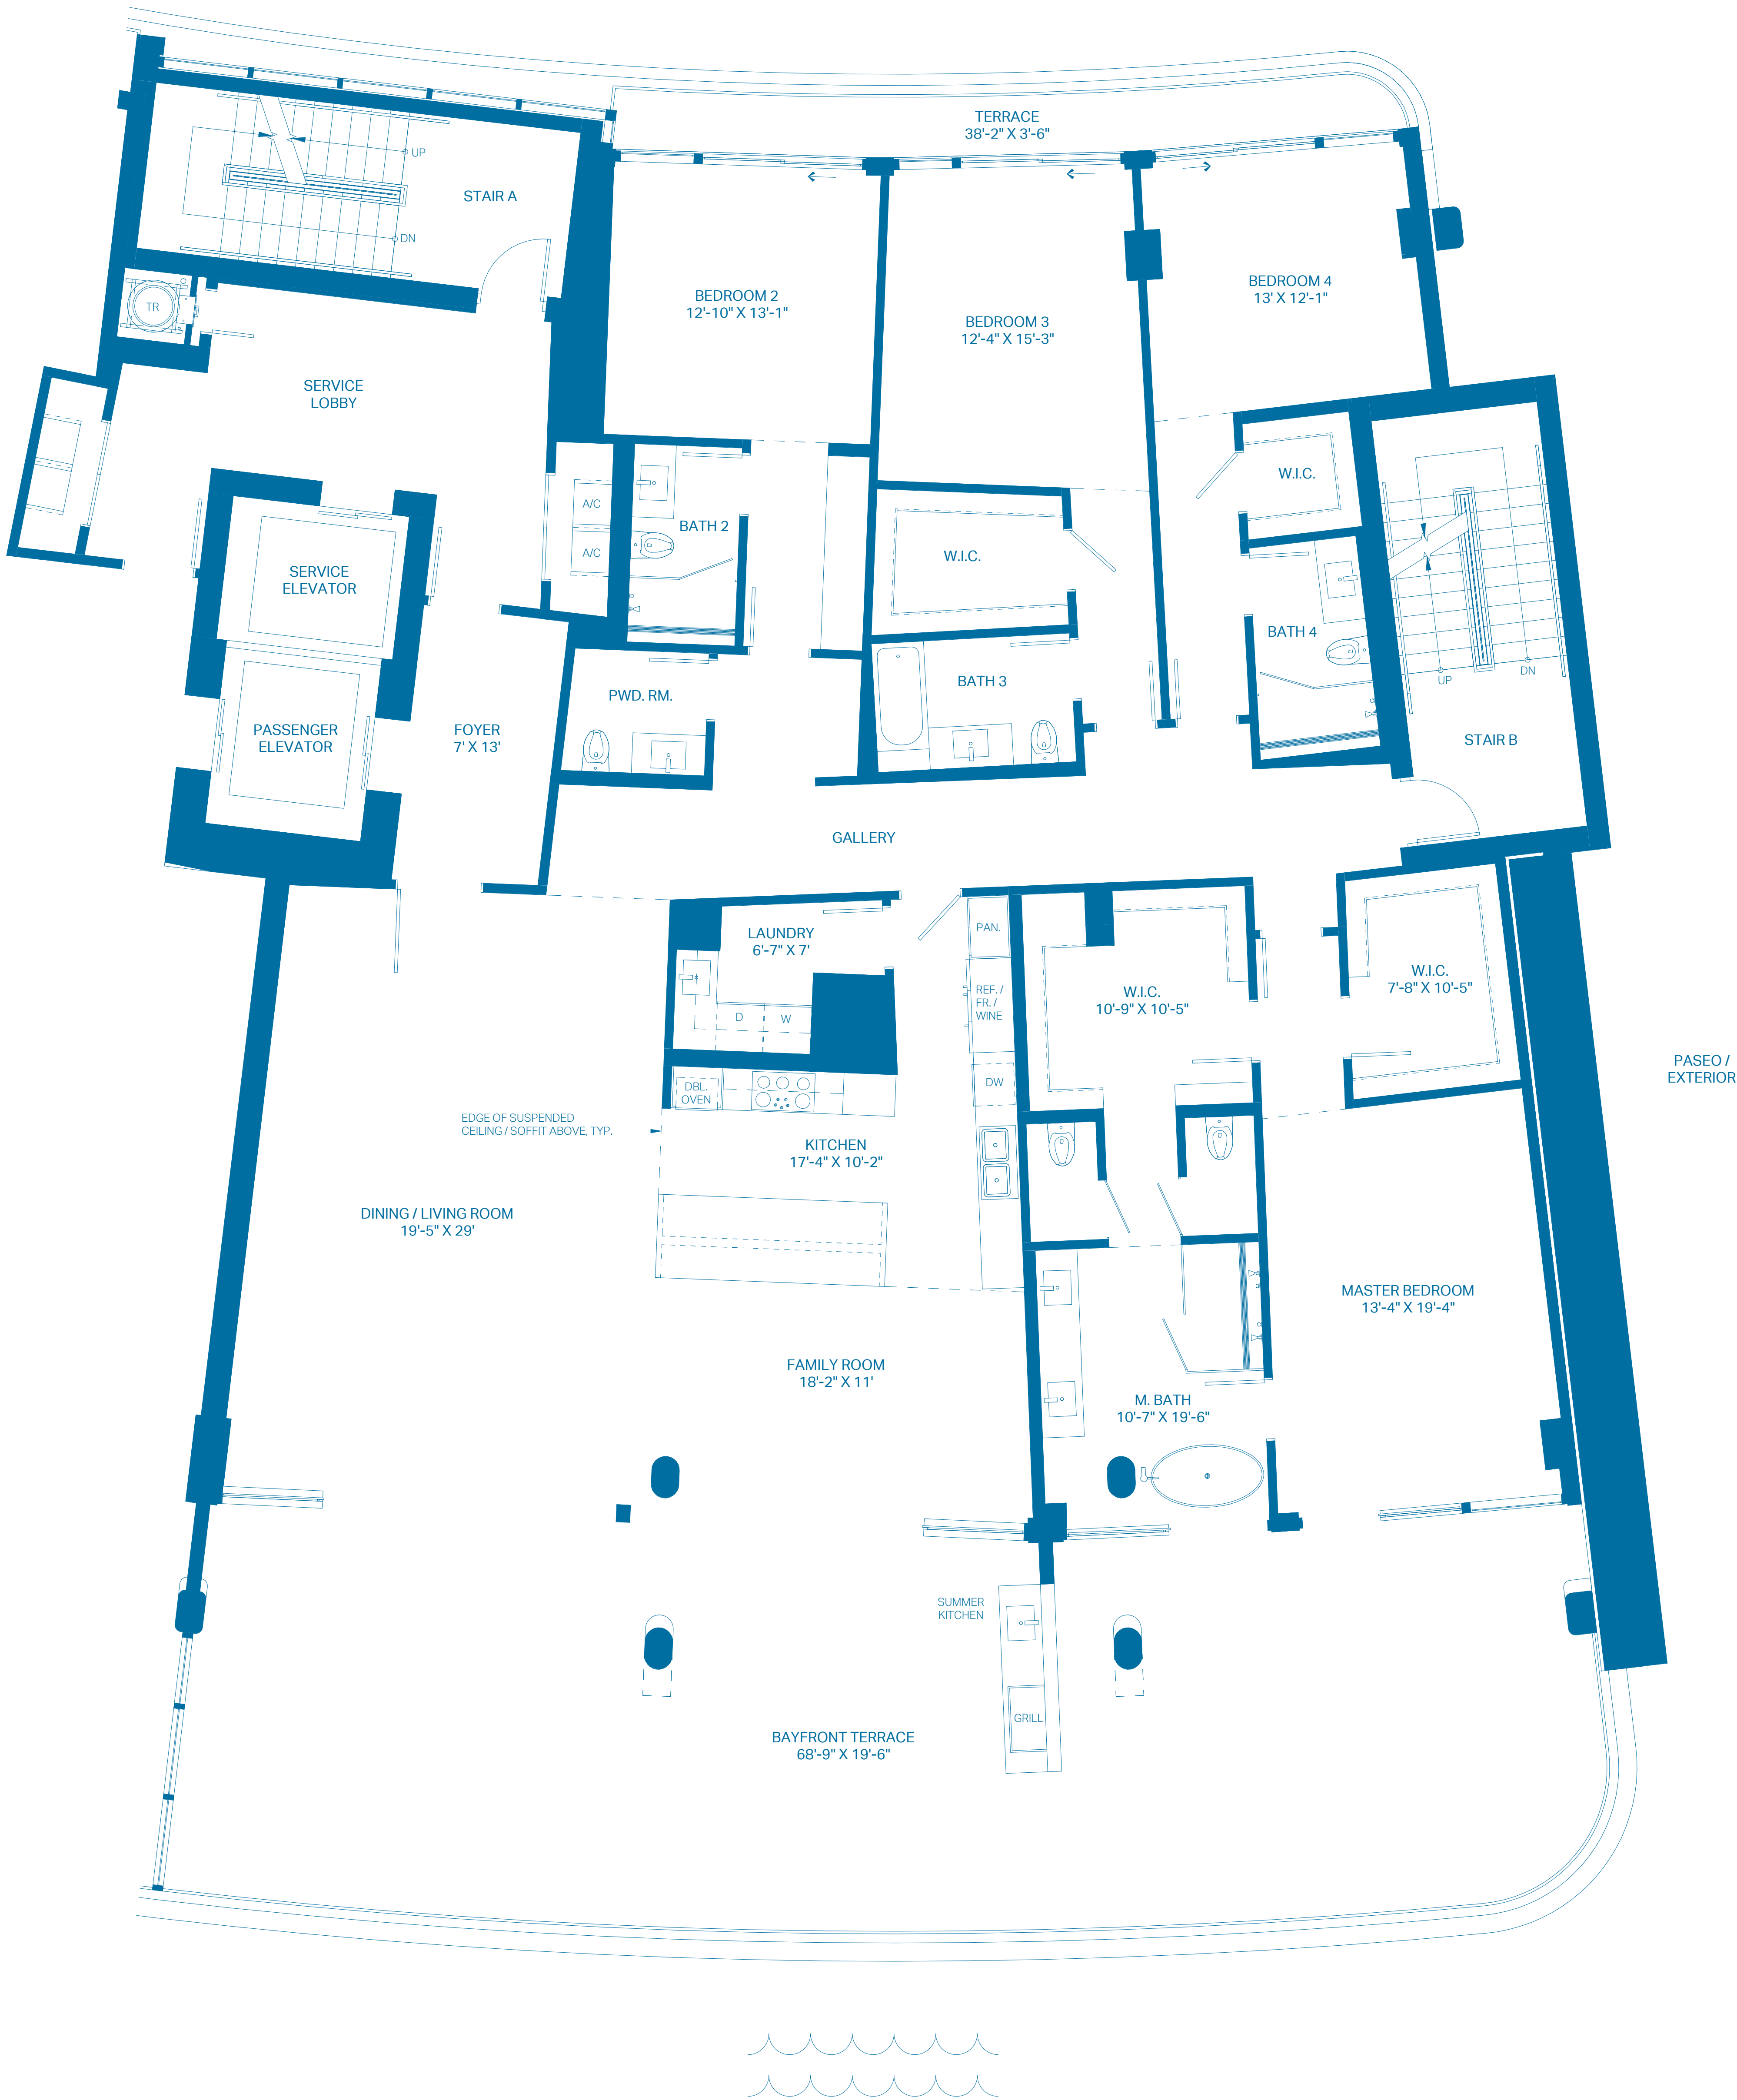 TERRACE
38'-2" X 3'-6"
UP
STAIR A
DN
TR
BEDROOM 2
12'-10" X 13'-1"
BEDROOM 3
12'-4" X 15'-3"
BEDROOM 4
13' X 12'-1"
SERVICE
LOBBY
A/C
A/C
BATH 2
W.I.C.
W.I.C.
SERVICE
ELEVATOR
BATH 4
BATH 3
PWD. RM.
UP
DN
PASSENGER
ELEVATOR
FOYER
7' X 13'
STAIR B
GALLERY
LAUNDRY
6'-7" X 7'
PAN.
REF. /
FR. /
WINE
W.I.C.
10'-9" X 10'-5"
W.I.C.
7'-8" X 10'-5"
D
W
DW
DBL.
OVEN
PASEO /
EXTERIOR
EDGE OF SUSPENDED
CEILING / SOFFIT ABOVE, TYP.
KITCHEN
17'-4" X 10'-2"
DINING / LIVING ROOM
19'-5" X 29'
MASTER BEDROOM
13'-4" X 19'-4"
FAMILY ROOM
18'-2" X 11'
M. BATH
10'-7" X 19'-6"
SUMMER
KITCHEN
GRILL
BAYFRONT TERRACE
68'-9" X 19'-6"